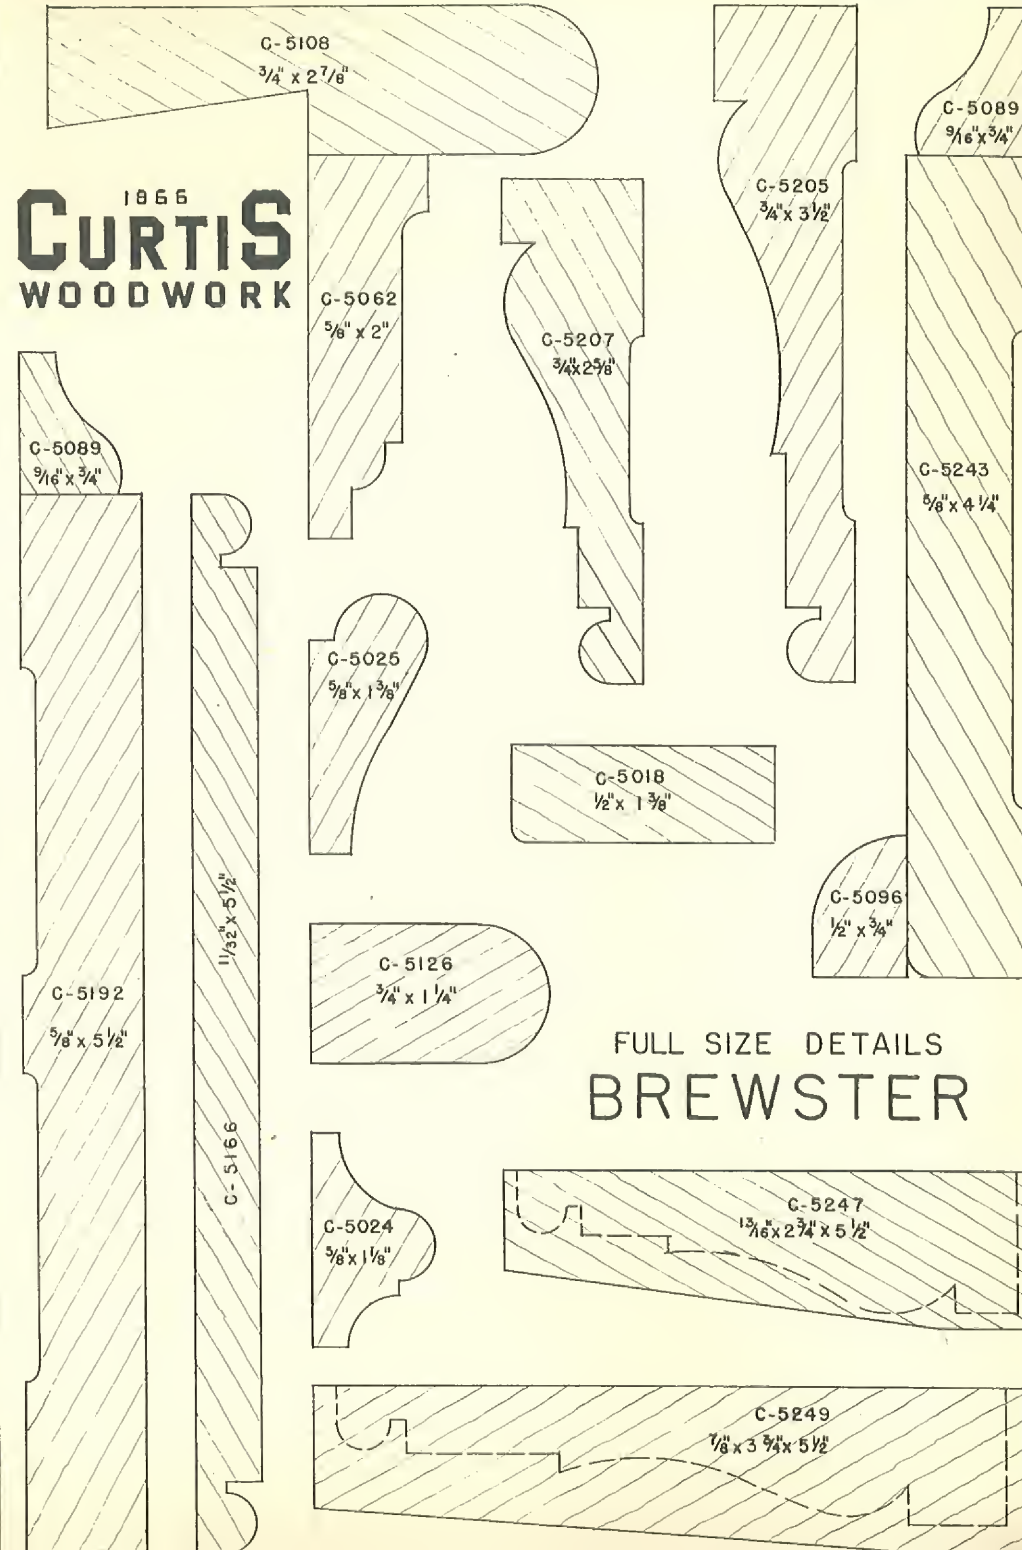 C-5108
3/4" x 2 7/8"
C-5089
9/16" x 3/4"
1866
CURTIS
WOODWORK
C-5205
3/4" x 3 1/2"
C-5062
5/8" x 2"
C-5207
3/4" x 2 5/8"
C-5089
9/16" x 3/4"
C-5243
5/8" x 4 1/4"
C-5025
5/8" x 1 3/8"
C-5018
1/2" x 1 3/8"
C-5096
1/2" x 3/4"
11/32" x 5 1/2"
C-5166
C-5126
3/4" x 1 1/4"
C-5192
5/8" x 5 1/2"
FULL SIZE DETAILS
BREWSTER
C-5024
5/8" x 1 1/8"
C-5247
13/16" x 2 3/4" x 5 1/2"
C-5249
7/8" x 3 3/4" x 5 1/2"